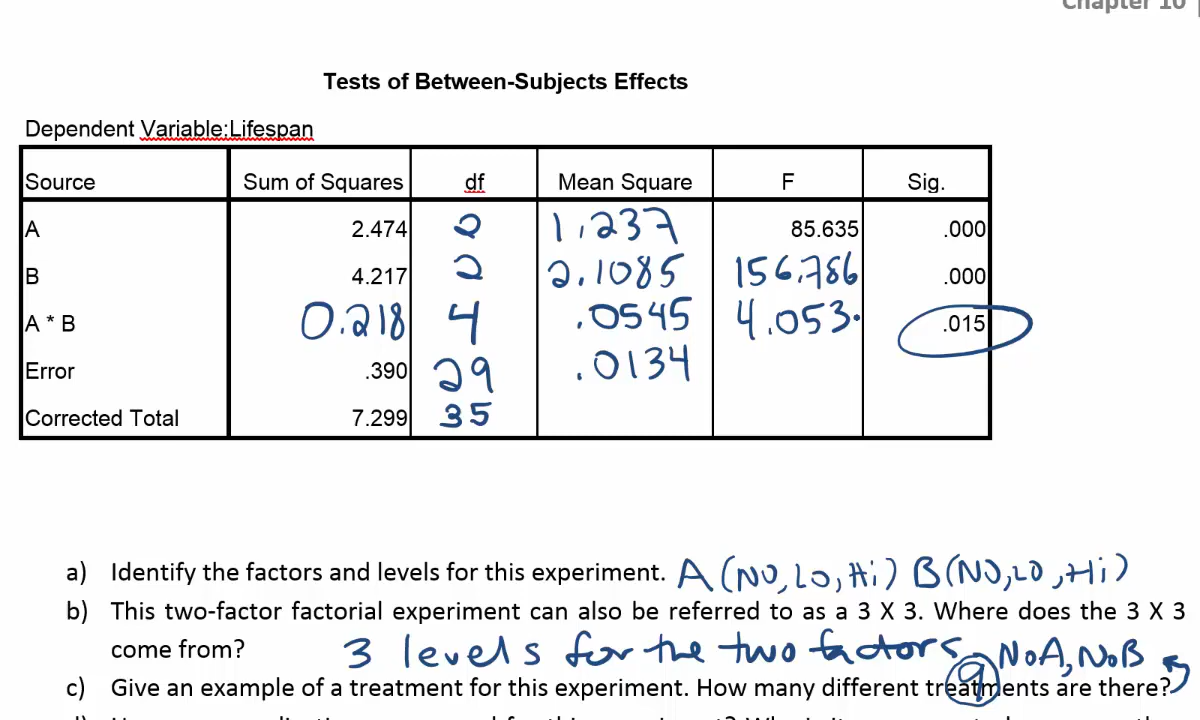 Chapter 10
Tests of Between-Subjects Effects
Dependent Variable:Lifespan
Source Sum of Squares df Mean Square F Sig.
A 2.474 2 1.237 85.635 .000
B 4.217 2 2.1085 156.786 .000
A * B 0.218 4 .0545 4.053. .015
Error .390 29 .0134
Corrected Total 7.299 35
a) Identify the factors and levels for this experiment. A (NO, LO, Hi) B (NO, LO, Hi)
b) This two-factor factorial experiment can also be referred to as a 3 X 3. Where does the 3 X 3
come from? 3 levels for the two factors NoA, NoB
c) Give an example of a treatment for this experiment. How many different treatments are there? 9